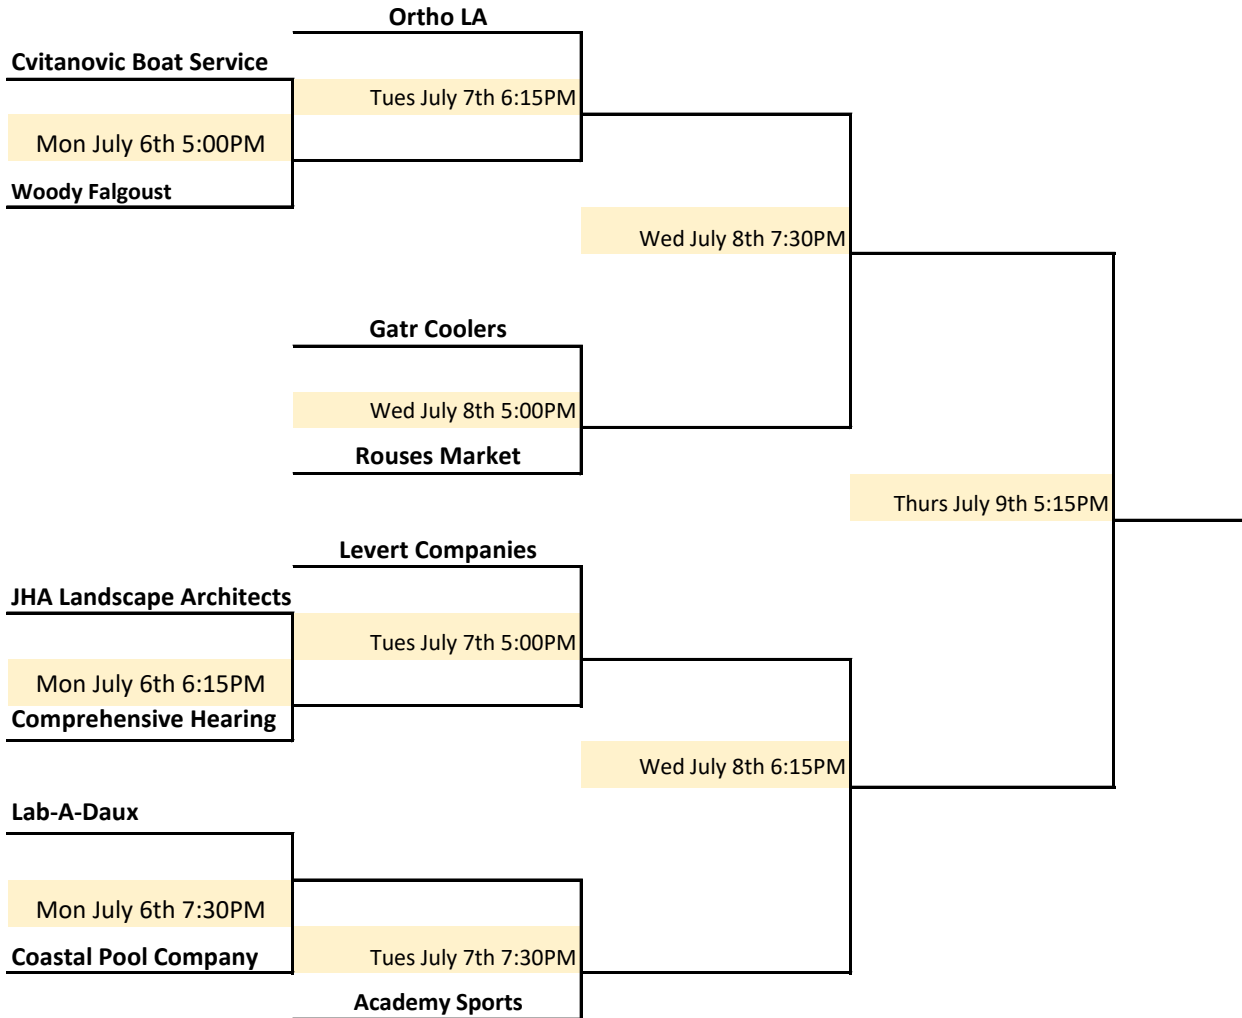 Ortho LA
Cvitanovic Boat Service
Tues July 7th 6:15PM
Mon July 6th 5:00PM
Woody Falgoust
Wed July 8th 7:30PM
Gatr Coolers
Wed July 8th 5:00PM
Rouses Market
Thurs July 9th 5:15PM
Levert Companies
JHA Landscape Architects
Tues July 7th 5:00PM
Mon July 6th 6:15PM
Comprehensive Hearing
Wed July 8th 6:15PM
Lab-A-Daux
Mon July 6th 7:30PM
Coastal Pool Company
Tues July 7th 7:30PM
Academy Sports